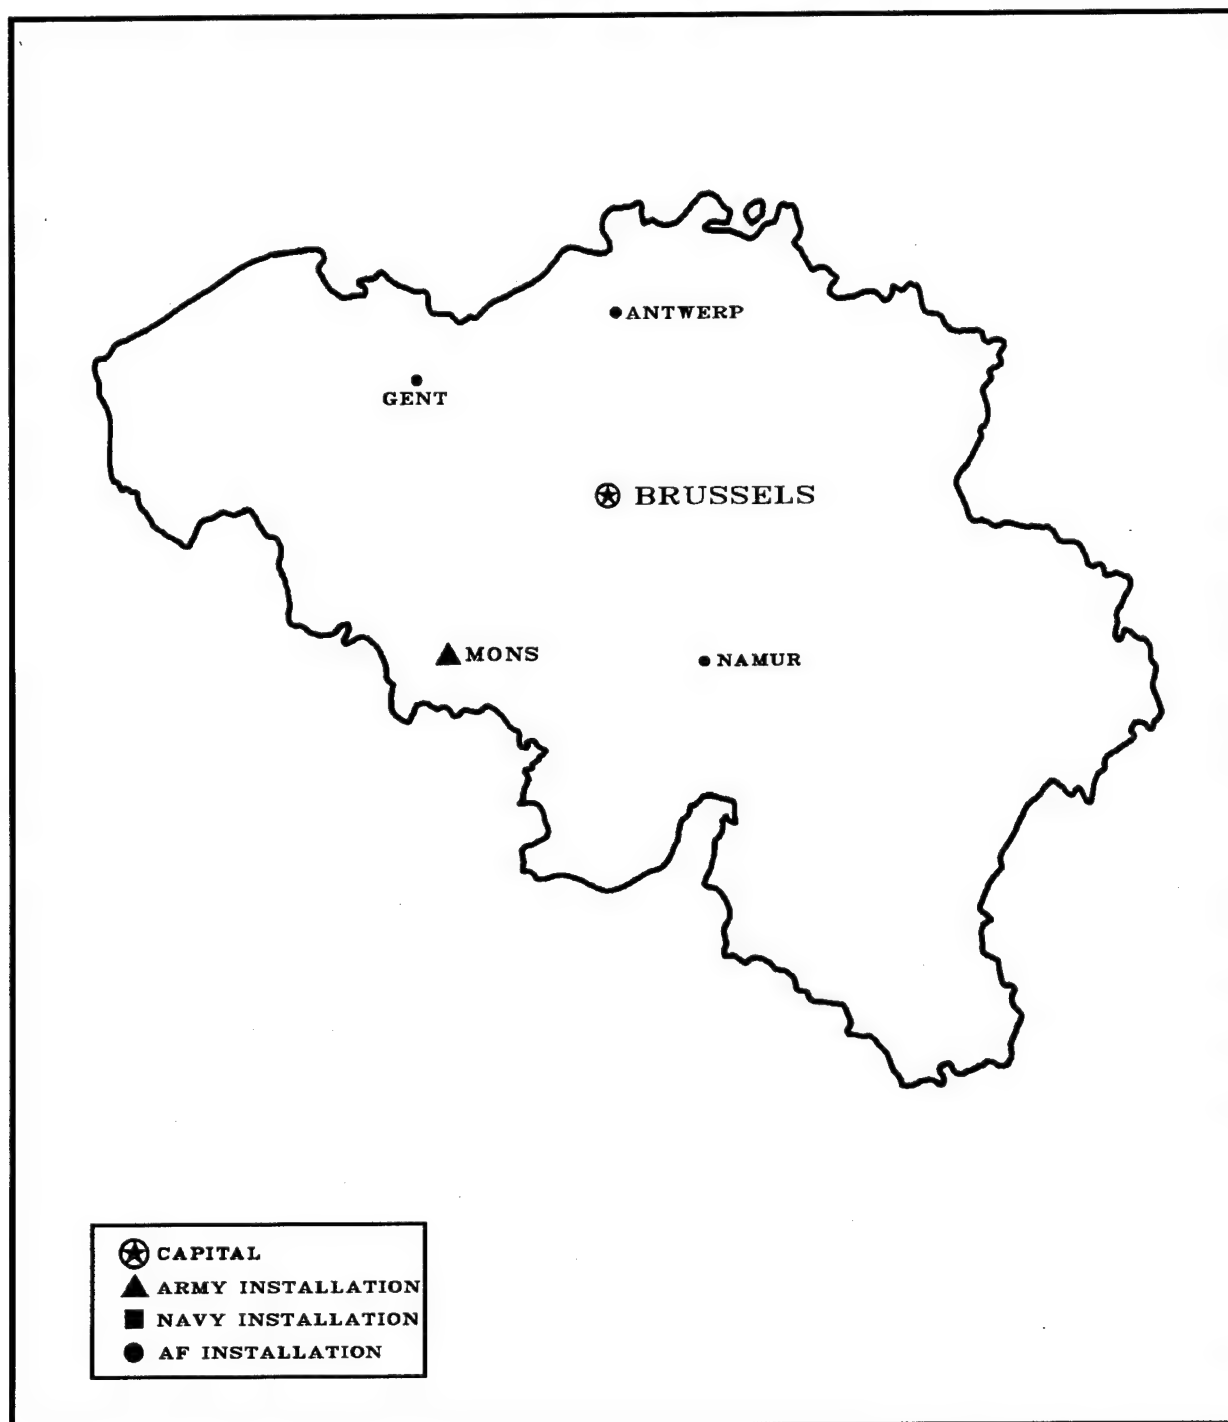 ANTWERP
GENT
BRUSSELS
MONS
NAMUR
CAPITAL
ARMY INSTALLATION
NAVY INSTALLATION
AF INSTALLATION